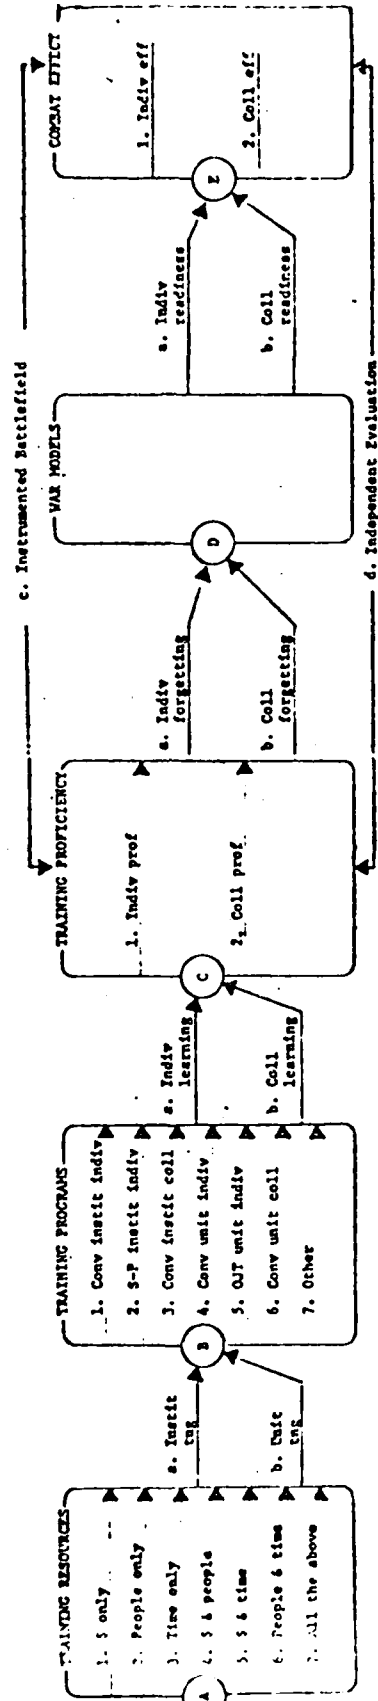 c. Instrumented Battlefield
TRAINING RESOURCES
1. $ only
2. People only
3. Time only
4. $ & people
5. $ & time
6. People & time
7. All the above
A
a. Instit
tng
b. Unit
tng
TRAINING PROGRAMS
1. Conv instit indiv
2. S-P instit indiv
3. Conv instit coll
4. Conv unit indiv
5. OJT unit indiv
6. Conv unit coll
7. Other
B
a. Indiv
learning
b. Coll
learning
TRAINING PROFICIENCY
1. Indiv prof
2. Coll prof
C
a. Indiv
forgetting
b. Coll
forgetting
WAR MODELS
D
a. Indiv
readiness
b. Coll
readiness
COMBAT EFFECT
1. Indiv eff
2. Coll eff
E
d. Independent Evaluation